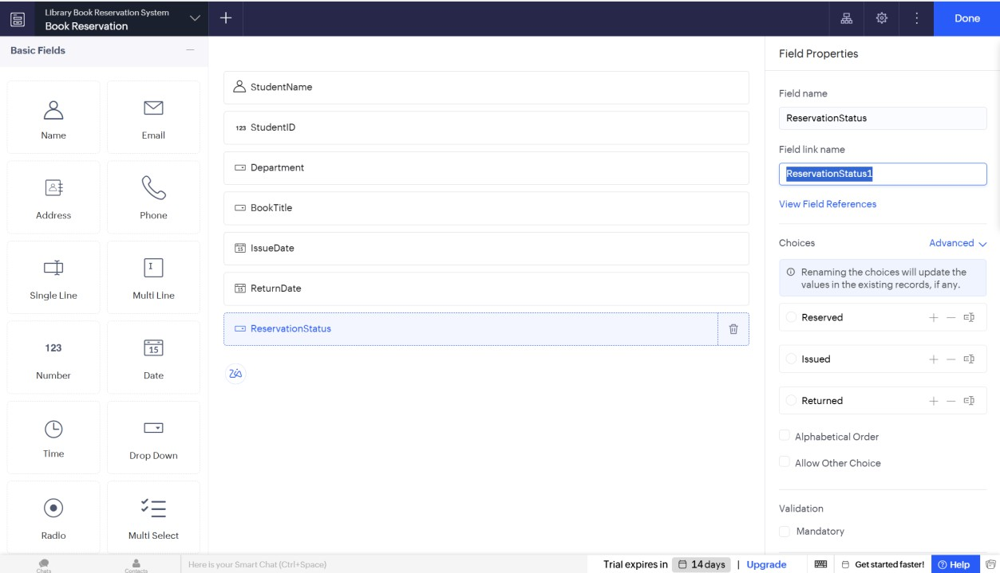 Library Book Reservation System
Book Reservation
Done
Basic Fields
Name
Email
Address
Phone
Single Line
I
Multi Line
123
Number
15
Date
Time
Drop Down
Radio
Multi Select
StudentName
123 StudentID
Department
BookTitle
15 IssueDate
15 ReturnDate
ReservationStatus
Field Properties
Field name
ReservationStatus
Field link name
ReservationStatus1
View Field References
Choices
Advanced
Renaming the choices will update the
values in the existing records, if any.
Reserved
Issued
Returned
Alphabetical Order
Allow Other Choice
Validation
Mandatory
Chats
Contacts
Here is your Smart Chat (Ctrl+Space)
Trial expires in 14 days | Upgrade
Get started faster!
Help